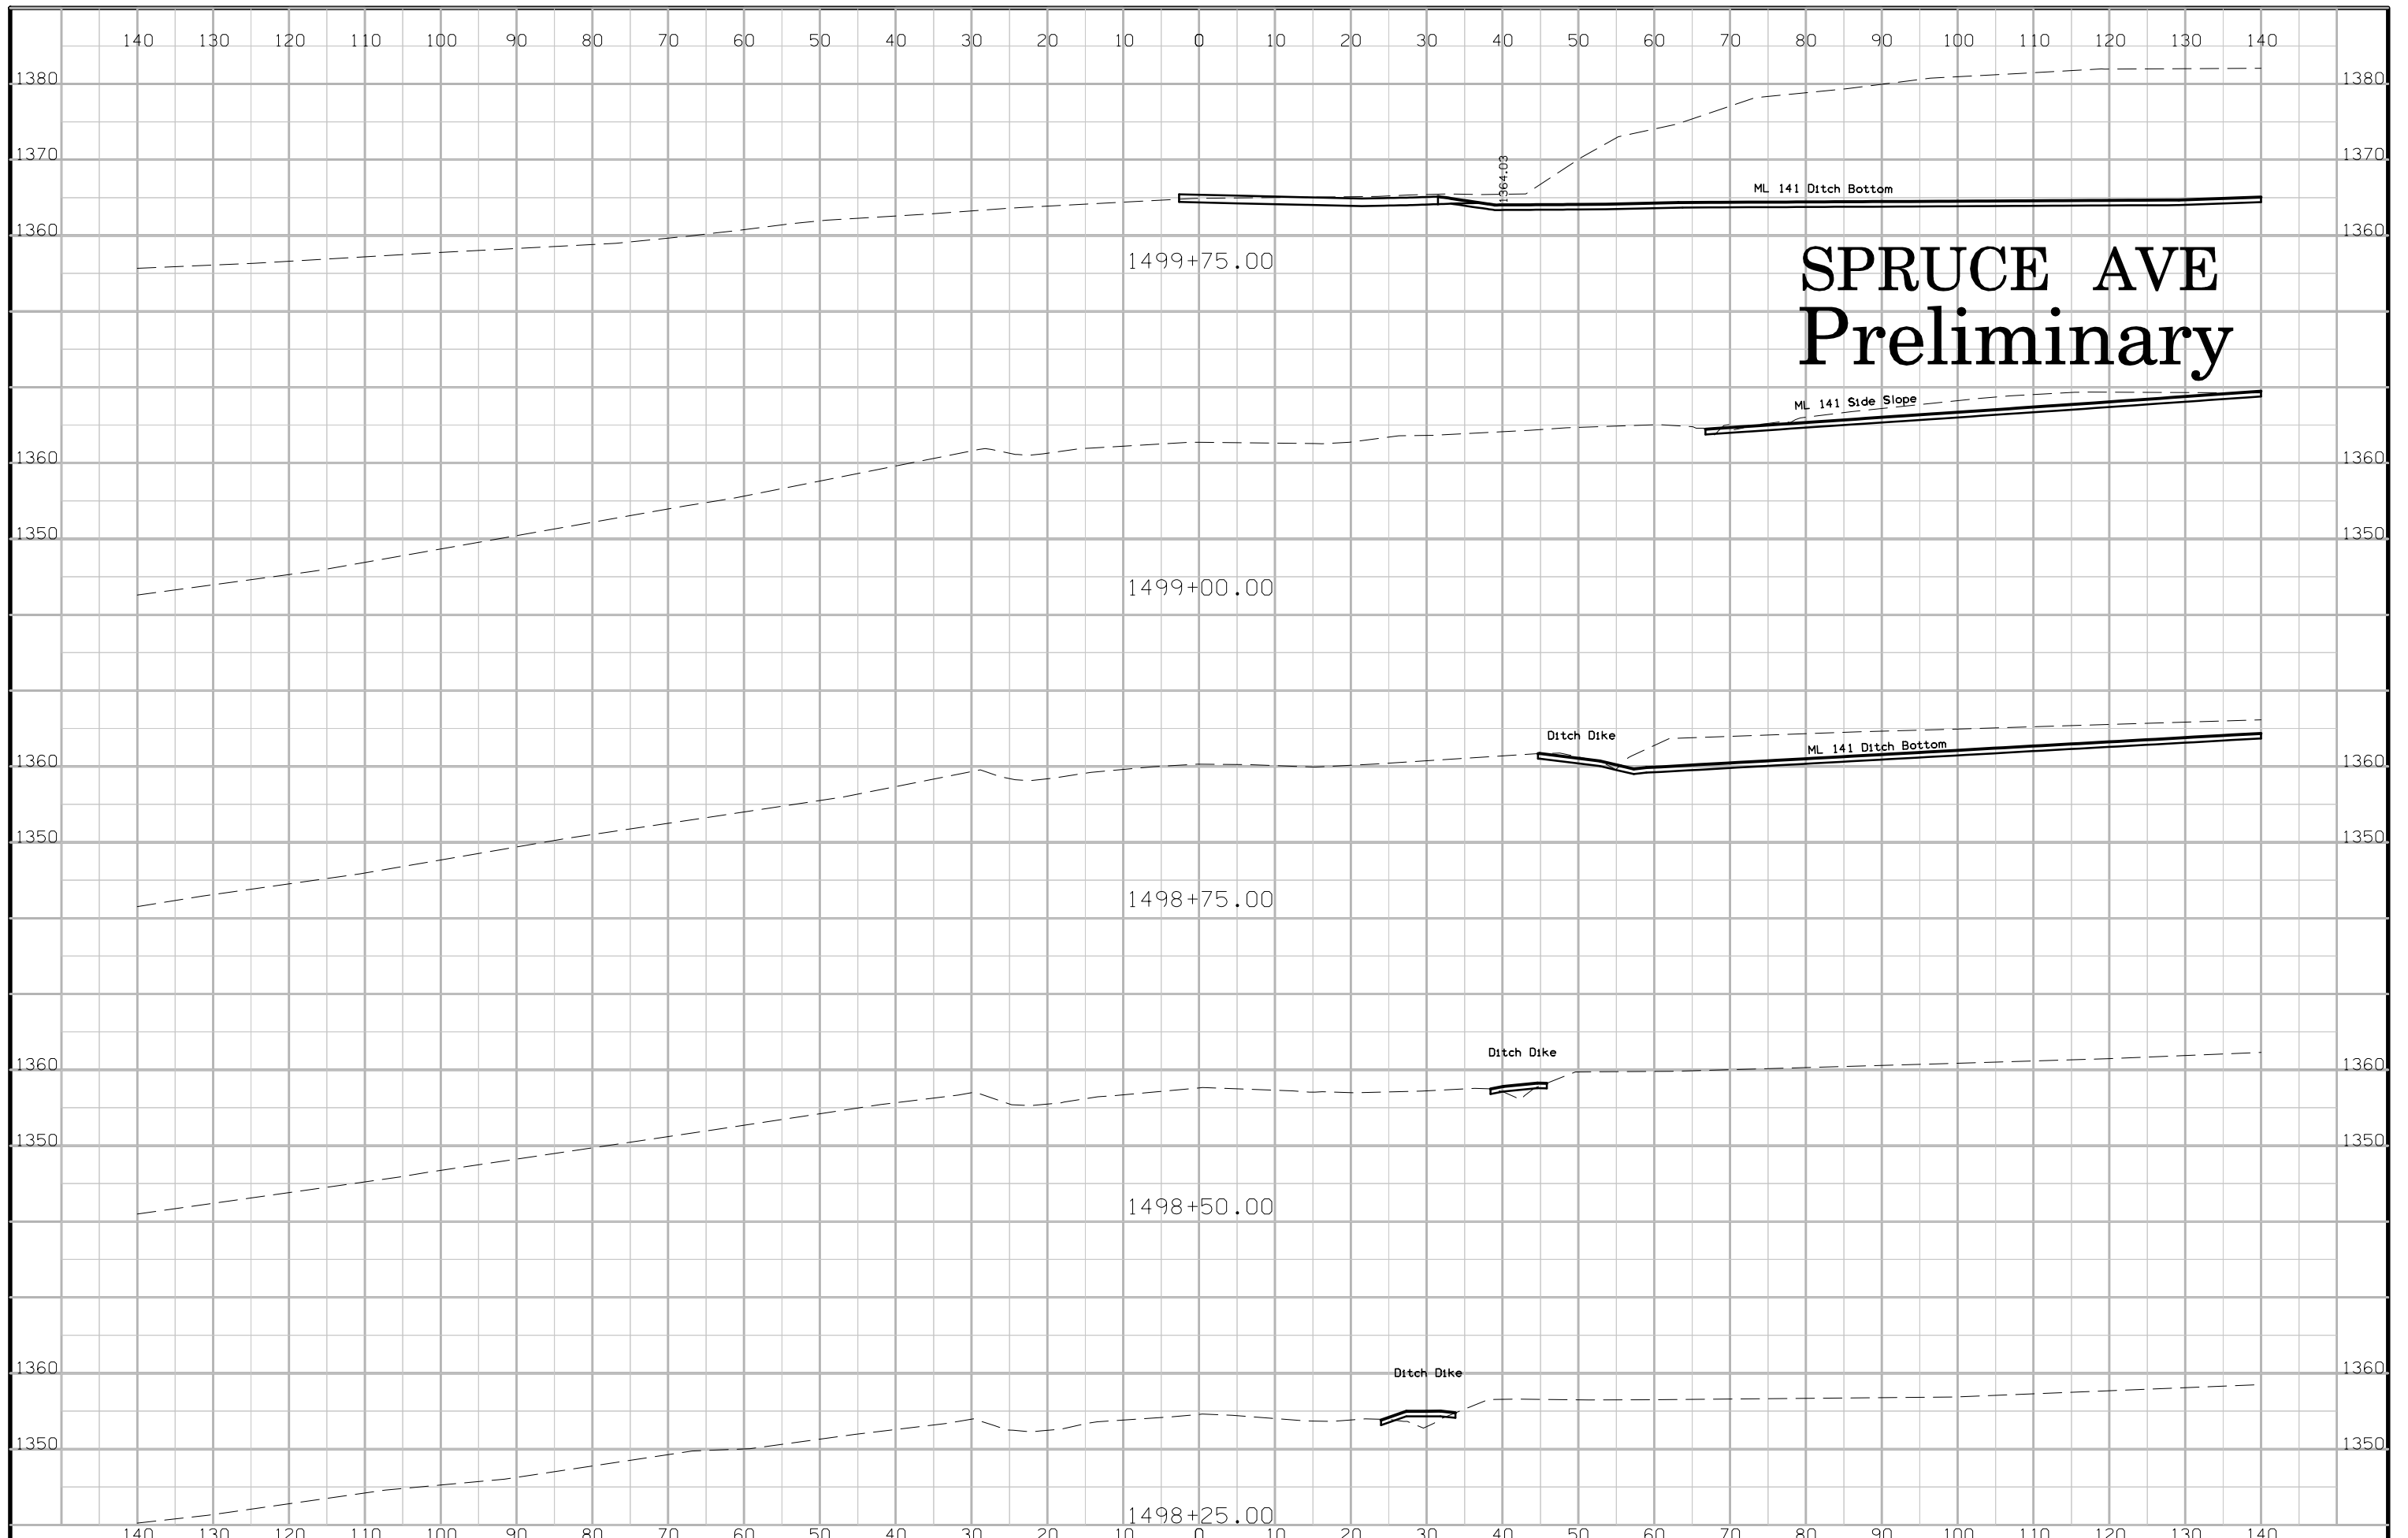 140 130 120 110 100 90 80 70 60 50 40 30 20 10 0 10 20 30 40 50 60 70 80 90 100 110 120 130 140
1380 1380
1370 1364.03 1370
ML 141 Ditch Bottom
1360 1360
1499+75.00
SPRUCE AVE
Preliminary
ML 141 Side Slope
1360 1360
1350 1350
1499+00.00
Ditch Dike
ML 141 Ditch Bottom
1360 1360
1350 1350
1498+75.00
Ditch Dike
1360 1360
1350 1350
1498+50.00
1360 Ditch Dike 1360
1350 1350
1498+25.00
140 130 120 110 100 90 80 70 60 50 40 30 20 10 0 10 20 30 40 50 60 70 80 90 100 110 120 130 140